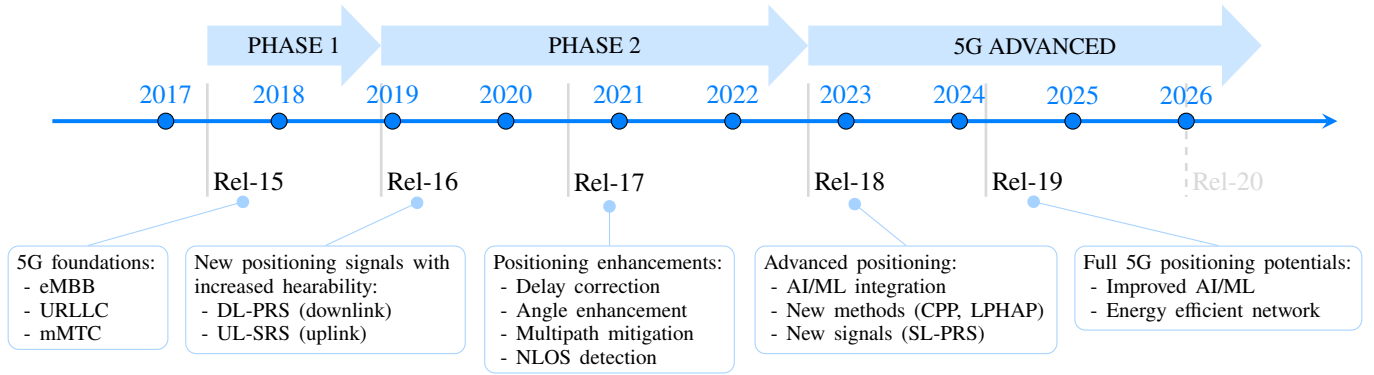 PHASE 1
PHASE 2
5G ADVANCED
2017
2018
2019
2020
2021
2022
2023
2024
2025
2026
Rel-15
Rel-16
Rel-17
Rel-18
Rel-19
Rel-20
5G foundations:
- eMBB
- URLLC
- mMTC
New positioning signals with
increased hearability:
- DL-PRS (downlink)
- UL-SRS (uplink)
Positioning enhancements:
- Delay correction
- Angle enhancement
- Multipath mitigation
- NLOS detection
Advanced positioning:
- AI/ML integration
- New methods (CPP, LPHAP)
- New signals (SL-PRS)
Full 5G positioning potentials:
- Improved AI/ML
- Energy efficient network